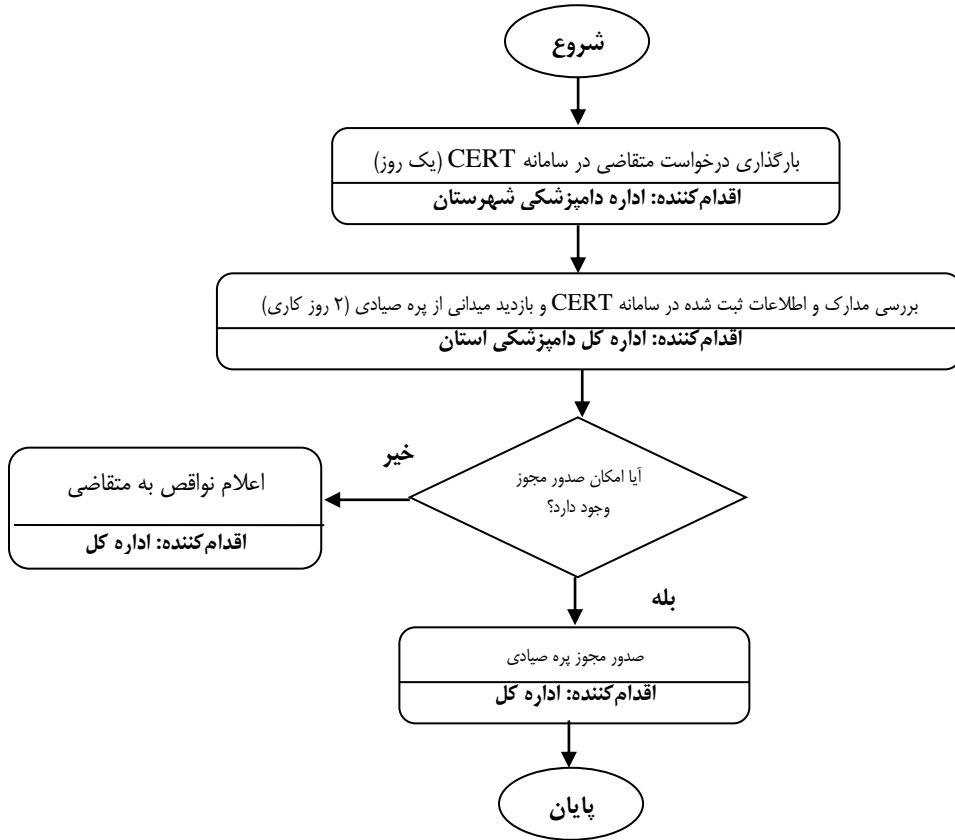 شروع
بارگذاری درخواست متقاضی در سامانه CERT (یک روز)
اقدام‌کننده: اداره دامپزشکی شهرستان
بررسی مدارک و اطلاعات ثبت شده در سامانه CERT و بازدید میدانی از پره صیادی (۲ روز کاری)
اقدام‌کننده: اداره کل دامپزشکی استان
آیا امکان صدور مجوز
وجود دارد؟
خیر
اعلام نواقص به متقاضی
اقدام‌کننده: اداره کل
بله
صدور مجوز پره صیادی
اقدام‌کننده: اداره کل
پایان